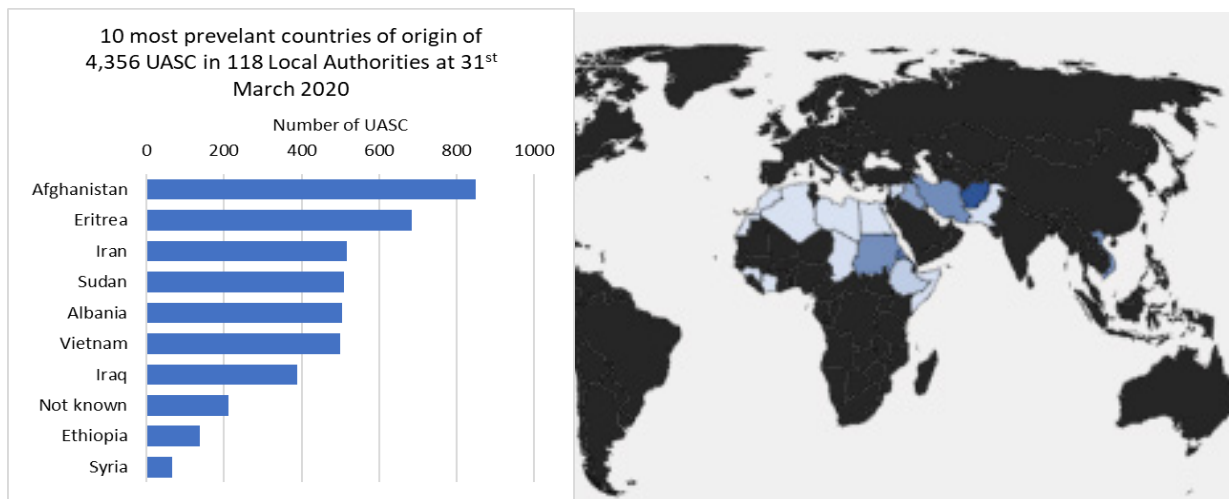 10 most prevelant countries of origin of
4,356 UASC in 118 Local Authorities at 31st
March 2020
Number of UASC
0 200 400 600 800 1000
Afghanistan
Eritrea
Iran
Sudan
Albania
Vietnam
Iraq
Not known
Ethiopia
Syria